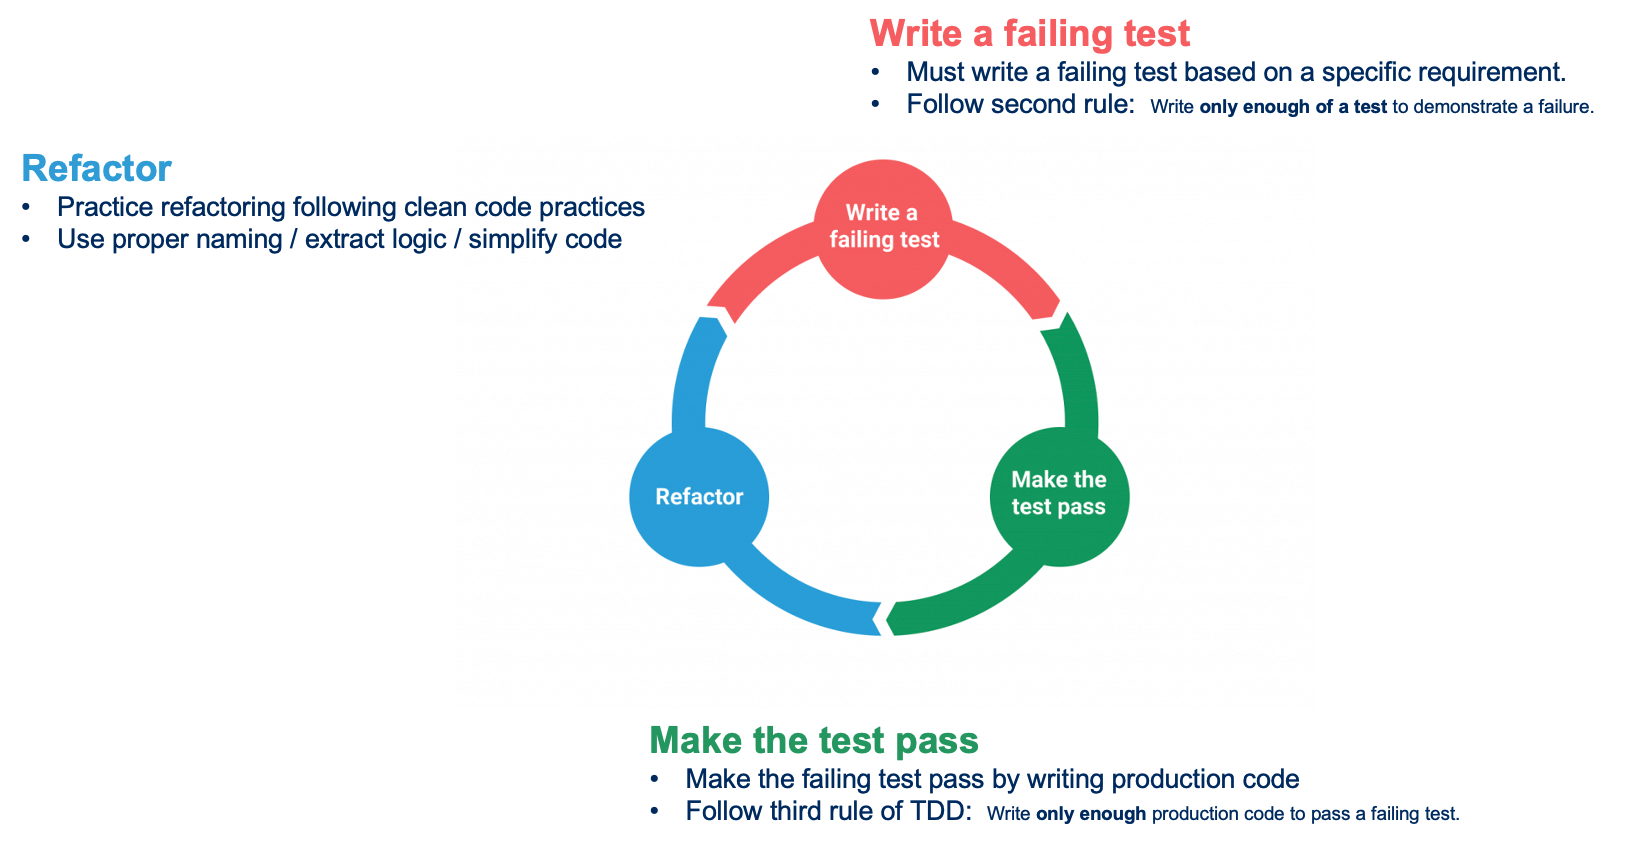 Write a failing test
• Must write a failing test based on a specific requirement.
• Follow second rule: Write only enough of a test to demonstrate a failure.
Refactor
• Practice refactoring following clean code practices
• Use proper naming / extract logic / simplify code
Write a
failing test
Refactor
Make the
test pass
Make the test pass
• Make the failing test pass by writing production code
• Follow third rule of TDD: Write only enough production code to pass a failing test.